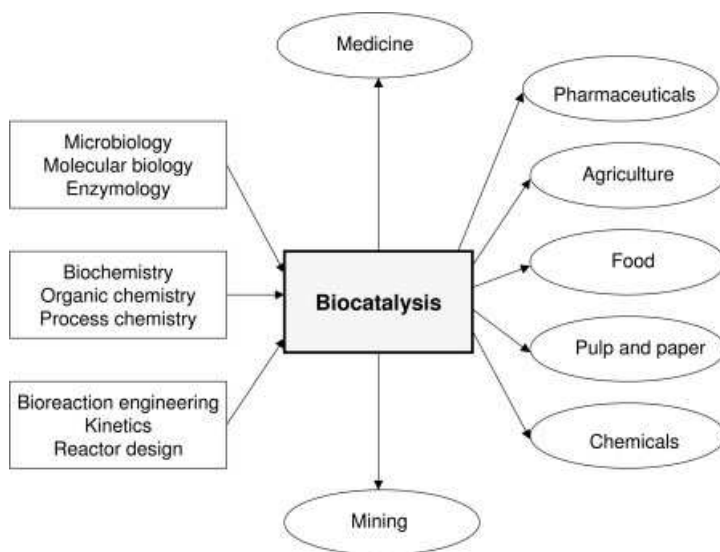 Medicine
Pharmaceuticals
Microbiology
Molecular biology
Enzymology
Agriculture
Biochemistry
Organic chemistry
Process chemistry
Biocatalysis
Food
Pulp and paper
Bioreaction engineering
Kinetics
Reactor design
Chemicals
Mining